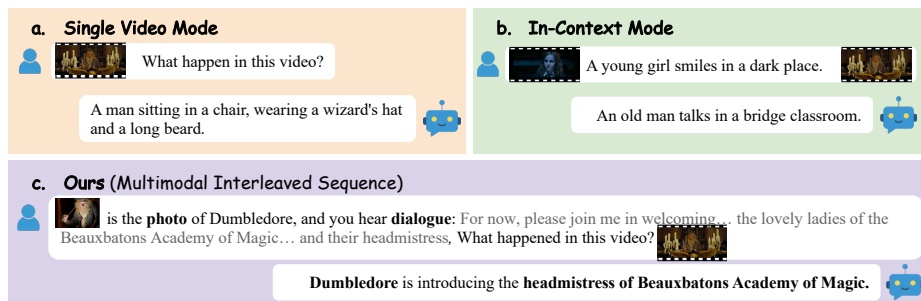 a. Single Video Mode
What happen in this video?
A man sitting in a chair, wearing a wizard's hat
and a long beard.
b. In-Context Mode
A young girl smiles in a dark place.
An old man talks in a bridge classroom.
c. Ours (Multimodal Interleaved Sequence)
is the photo of Dumbledore, and you hear dialogue: For now, please join me in welcoming… the lovely ladies of the
Beauxbatons Academy of Magic… and their headmistress, What happened in this video?
Dumbledore is introducing the headmistress of Beauxbatons Academy of Magic.